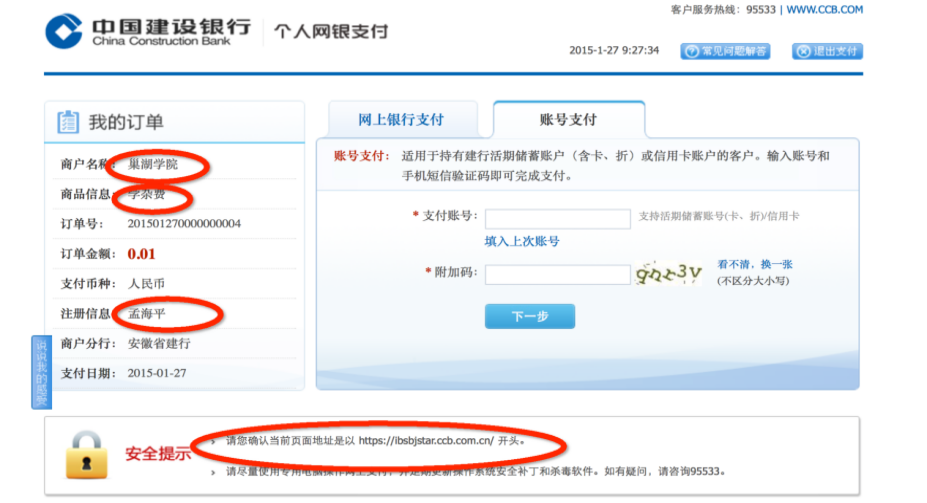 客户服务热线：95533 | WWW.CCB.COM
中国建设银行
China Construction Bank
个人网银支付
2015-1-27 9:27:34
常见问题解答
退出支付
我的订单
商户名称： 巢湖学院
商品信息： 学杂费
订单号： 201501270000000004
订单金额： 0.01
支付币种： 人民币
注册信息： 孟海平
商户分行： 安徽省建行
支付日期： 2015-01-27
说说我的感受
网上银行支付
账号支付
账号支付： 适用于持有建行活期储蓄账户（含卡、折）或信用卡账户的客户。输入账号和
手机短信验证码即可完成支付。
* 支付账号： 支持活期储蓄账号(卡、折)/信用卡
填入上次账号
* 附加码： 看不清，换一张
(不区分大小写)
下一步
安全提示
› 请您确认当前页面地址是以 https://ibsbjstar.ccb.com.cn/ 开头。
› 请尽量使用专用电脑操作网上支付，并定期更新操作系统安全补丁和杀毒软件。如有疑问，请咨询95533。